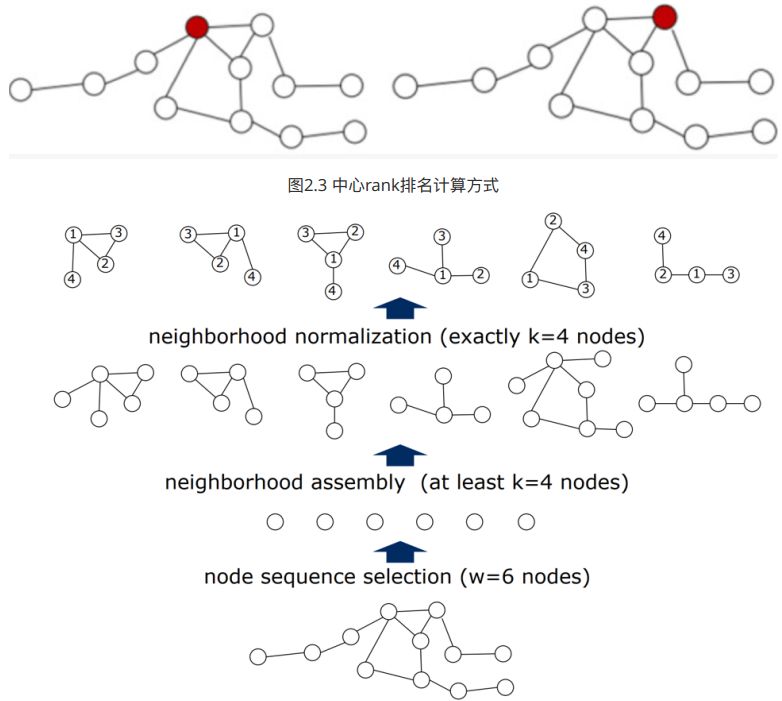 图2.3 中心rank排名计算方式
1 3 2 4
3 1 2 4
3 2 1 4
3 4 1 2
2 4 1 3
4 2 1 3
neighborhood normalization (exactly k=4 nodes)
neighborhood assembly (at least k=4 nodes)
node sequence selection (w=6 nodes)